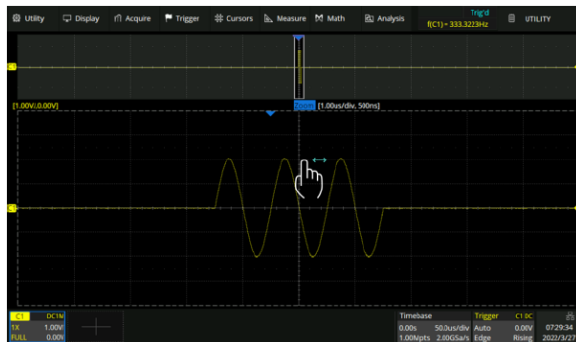 Utility Display Acquire Trigger Cursors Measure Math Analysis
Trig'd
f(C1) = 333.3223Hz
UTILITY
C1
[1.00V/,0.00V]
Zoom [1.00us/div, 500ns]
C1
C1 DC1M
1X 1.00V/
FULL 0.00V
Timebase
0.00s 50.0us/div
1.00Mpts 2.00GSa/s
Trigger C1 DC
Auto 0.00V
Edge Rising
07:29:34
2022/3/27